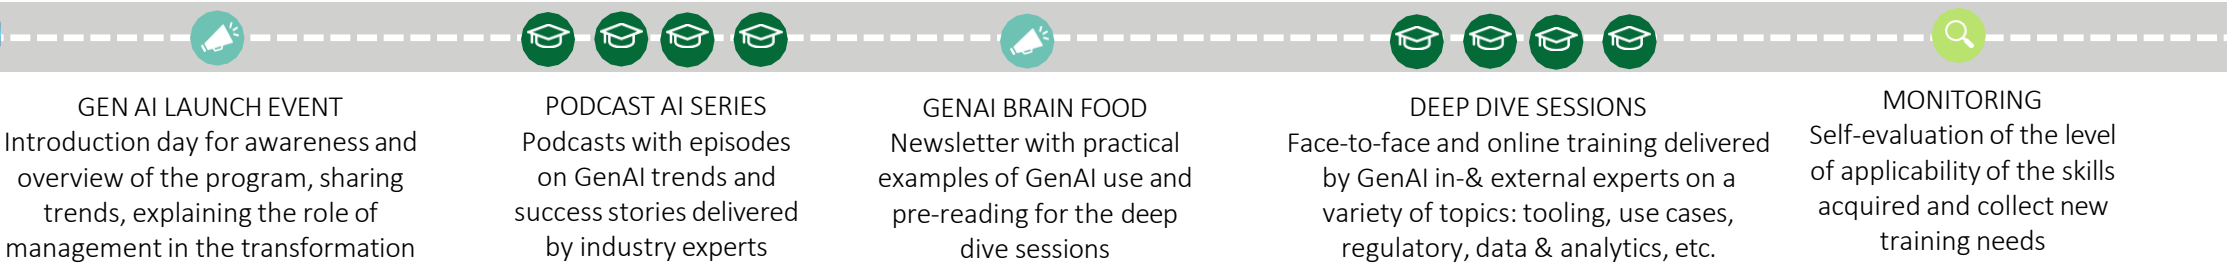 GEN AI LAUNCH EVENT
Introduction day for awareness and
overview of the program, sharing
trends, explaining the role of
management in the transformation
PODCAST AI SERIES
Podcasts with episodes
on GenAI trends and
success stories delivered
by industry experts
GENAI BRAIN FOOD
Newsletter with practical
examples of GenAI use and
pre-reading for the deep
dive sessions
DEEP DIVE SESSIONS
Face-to-face and online training delivered
by GenAI in-& external experts on a
variety of topics: tooling, use cases,
regulatory, data & analytics, etc.
MONITORING
Self-evaluation of the level
of applicability of the skills
acquired and collect new
training needs